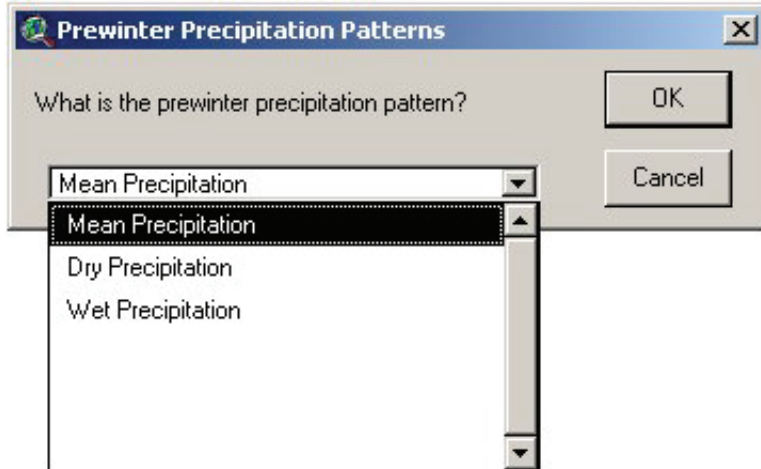 Prewinter Precipitation Patterns
What is the prewinter precipitation pattern?
OK
Mean Precipitation
Cancel
Mean Precipitation
Dry Precipitation
Wet Precipitation